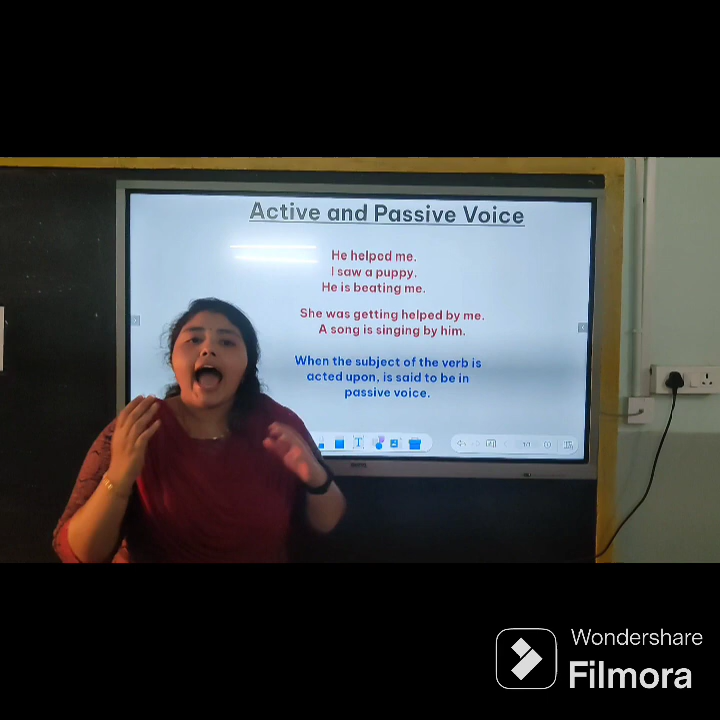 Active and Passive Voice
He helped me.
I saw a puppy.
He is beating me.
She was getting helped by me.
A song is singing by him.
When the subject of the verb is
acted upon, is said to be in
passive voice.
Wondershare
Filmora